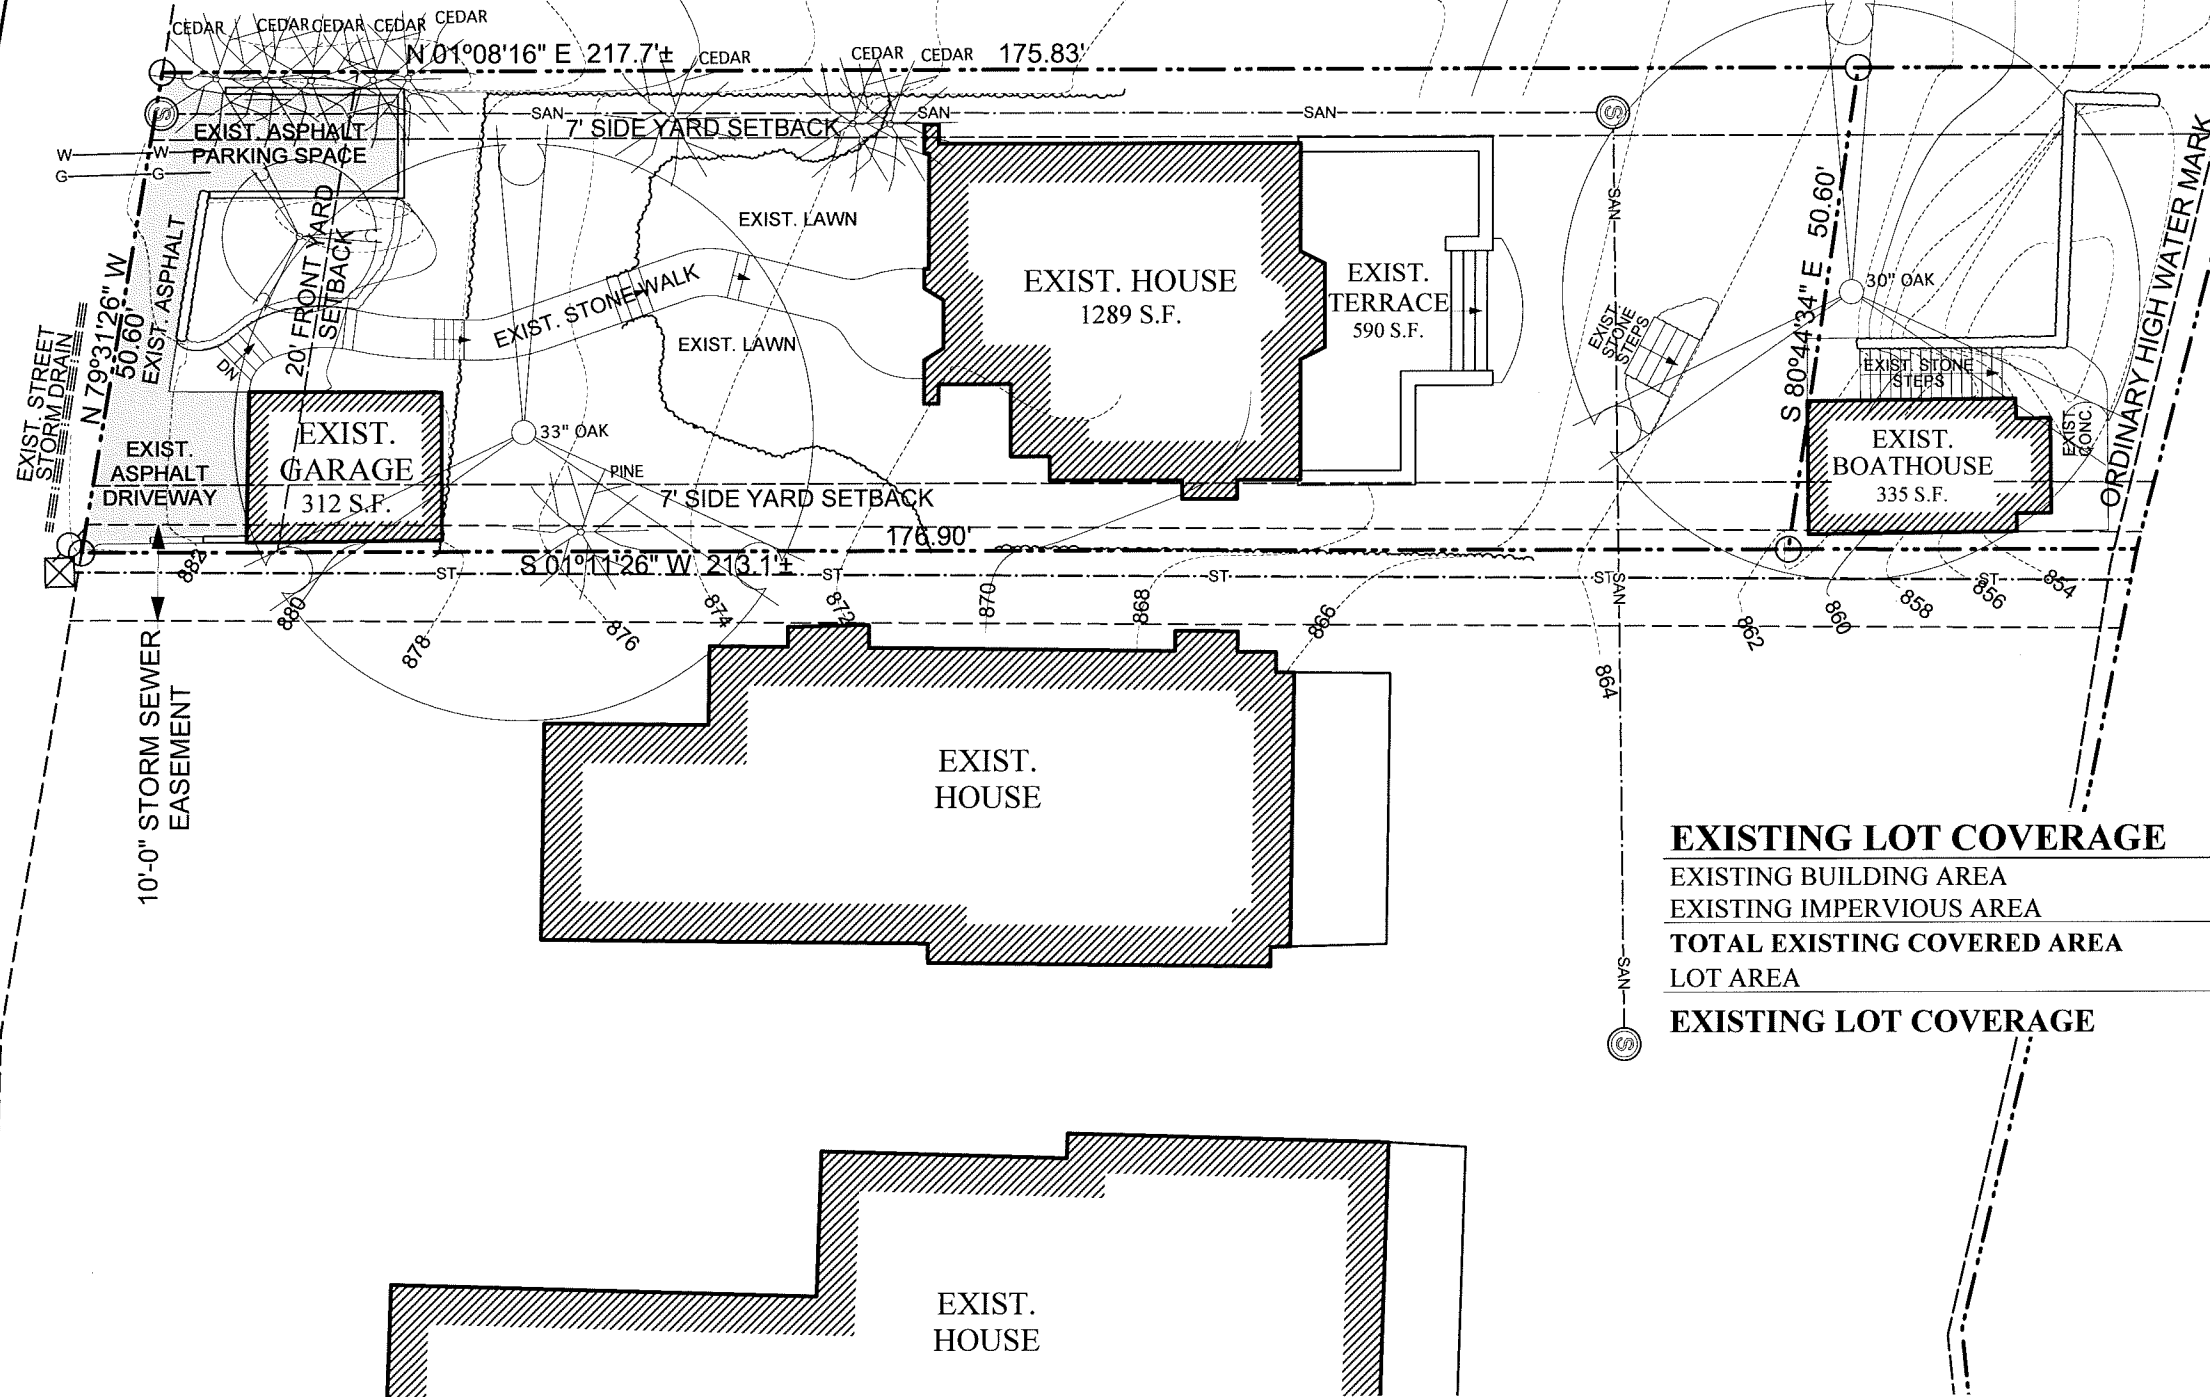 CEDAR
CEDAR
CEDAR
CEDAR
CEDAR
N 01°08'16" E 217.7'±
CEDAR
CEDAR
CEDAR
175.83'
S
SAN
SAN
SAN
S
EXIST. ASPHALT
PARKING SPACE
7' SIDE YARD SETBACK
W
W
G
G
EXIST. LAWN
SAN
EXIST. HOUSE
1289 S.F.
EXIST.
TERRACE
590 S.F.
EXIST.
STONE
STEPS
S 80°44'34" E 50.60'
30" OAK
ORDINARY HIGH WATER MARK
20' FRONT YARD
SETBACK
EXIST. ASPHALT
N 79°31'26" W
50.60'
EXIST. STREET
STORM DRAIN
DN
EXIST. STONE WALK
EXIST. LAWN
EXIST. STONE
STEPS
EXIST.
CONC.
EXIST.
GARAGE
312 S.F.
33" OAK
PINE
EXIST.
ASPHALT
DRIVEWAY
EXIST.
BOATHOUSE
335 S.F.
7' SIDE YARD SETBACK
176.90'
S 01°11'26" W 213.1'±
ST
ST
ST
ST
SAN
ST
882
880
878
876
874
872
870
868
866
864
862
860
858
856
854
10'-0" STORM SEWER
EASEMENT
EXIST.
HOUSE
SAN
S
EXISTING LOT COVERAGE
EXISTING BUILDING AREA
EXISTING IMPERVIOUS AREA
TOTAL EXISTING COVERED AREA
LOT AREA
EXISTING LOT COVERAGE
EXIST.
HOUSE